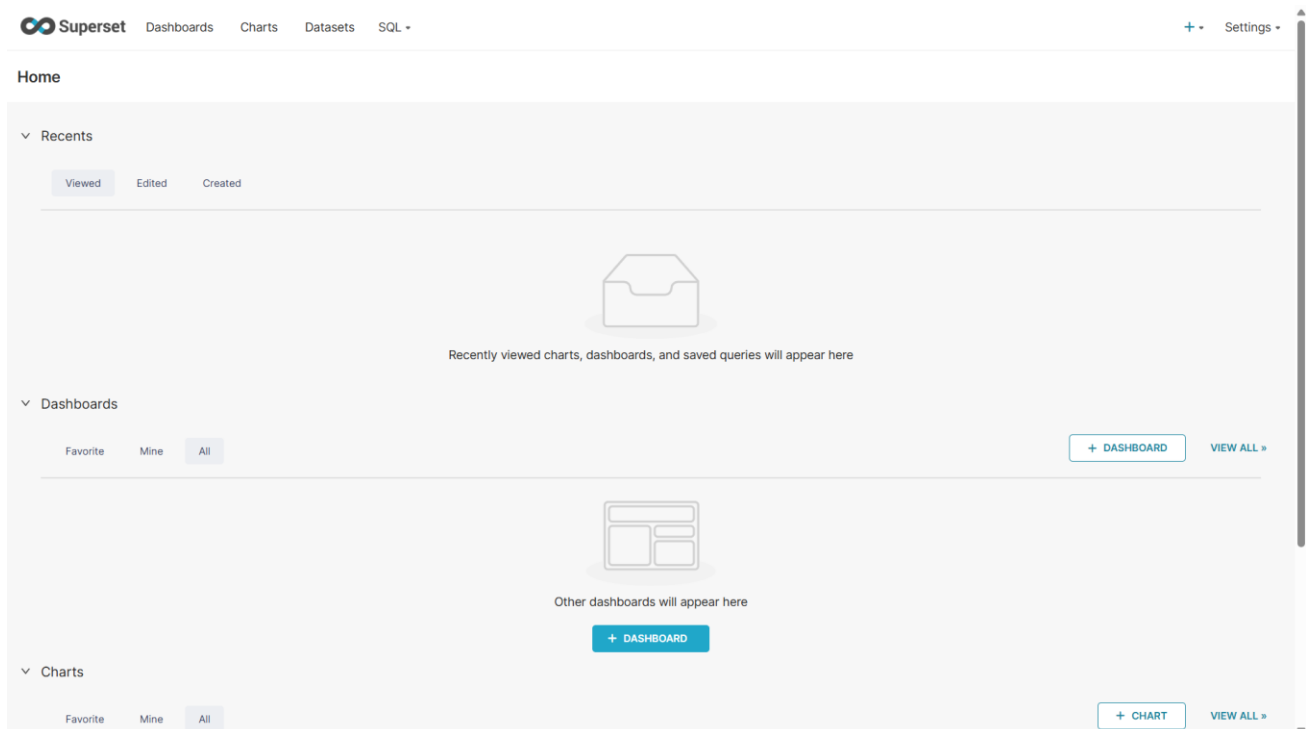 Superset Dashboards Charts Datasets SQL + Settings
Home
Recents
Viewed Edited Created
Recently viewed charts, dashboards, and saved queries will appear here
Dashboards
Favorite Mine All + DASHBOARD VIEW ALL »
Other dashboards will appear here
+ DASHBOARD
Charts
Favorite Mine All + CHART VIEW ALL »